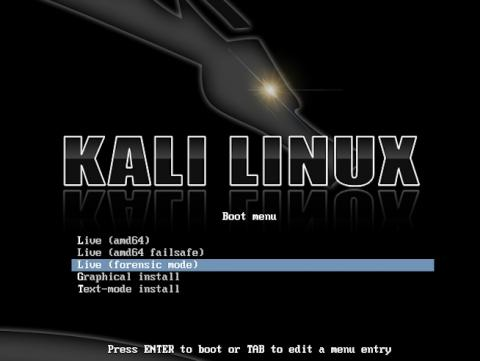 KALI LINUX
Boot menu
Live (amd64)
Live (amd64 failsafe)
Live (forensic mode)
Graphical install
Text-mode install
Press ENTER to boot or TAB to edit a menu entry